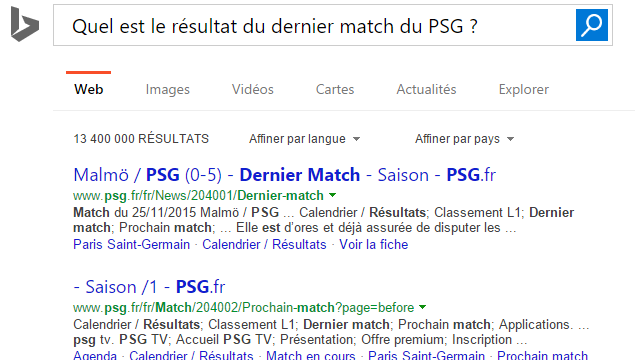 Quel est le résultat du dernier match du PSG ?
Web Images Vidéos Cartes Actualités Explorer
13 400 000 RÉSULTATS Affiner par langue Affiner par pays
Malmö / PSG (0-5) - Dernier Match - Saison - PSG.fr
www.psg.fr/fr/News/204001/Dernier-match
Match du 25/11/2015 Malmö / PSG ... Calendrier / Résultats; Classement L1; Dernier
match; Prochain match; ... Elle est d'ores et déjà assurée de disputer les ...
Paris Saint-Germain · Calendrier / Résultats · Voir la fiche
- Saison /1 - PSG.fr
www.psg.fr/fr/Match/204002/Prochain-match?page=before
Calendrier / Résultats; Classement L1; Dernier match; Prochain match; Applications. ...
psg tv. PSG TV; Accueil PSG TV; Présentation; Offre premium; Inscription ...
Agenda · Calendrier / Résultats · Match en cours · Paris Saint-Germain · Prochain match